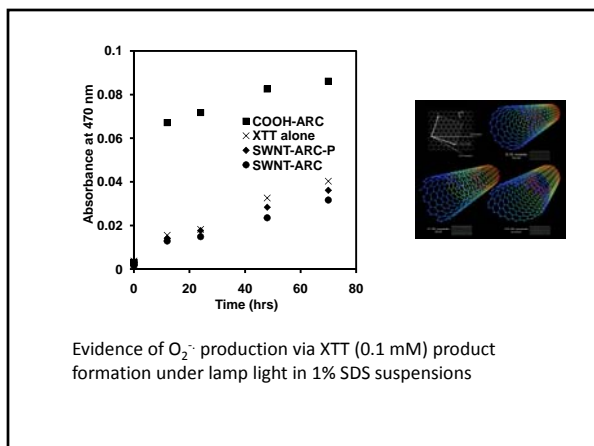 0.1
0.08
0.06
0.04
0.02
0
Absorbance at 470 nm
COOH-ARC
XTT alone
SWNT-ARC-P
SWNT-ARC
0 20 40 60 80
Time (hrs)
Evidence of O₂⁻· production via XTT (0.1 mM) product
formation under lamp light in 1% SDS suspensions